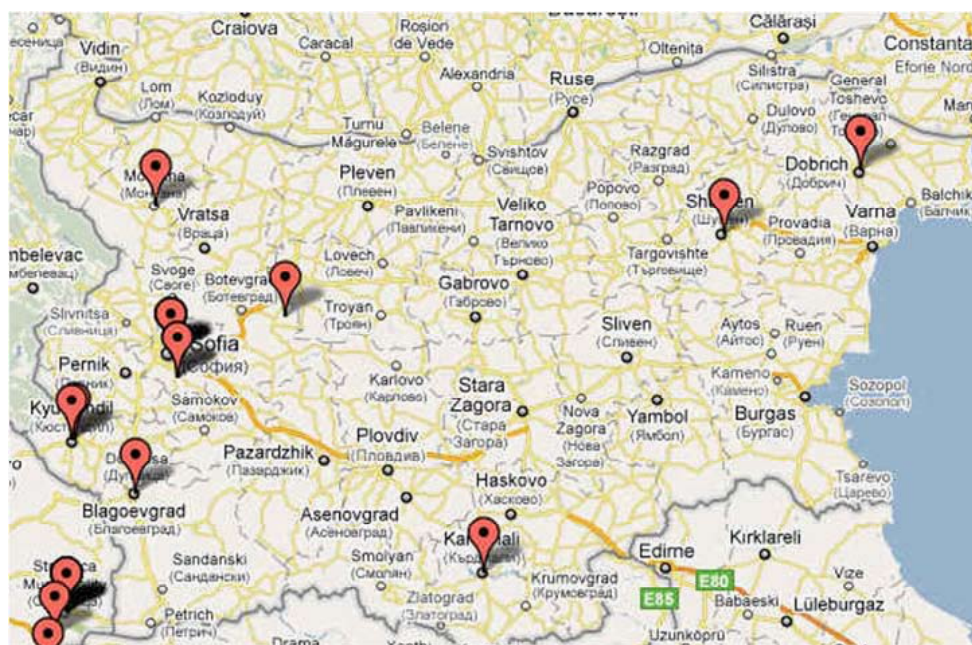 București
Craiova
Călărași
Roșiori
de Vede
Caracal
Oltenița
Constanta
Eforie Nord
Vidin
(Видин)
Ruse
(Русе)
Silistra
(Силистра)
General
Toshevo
(Генерал
Alexandria
Lom
(Лом)
Kozloduy
(Козлодуй)
Dulovo
(Дулово)
Turnu
Măgurele
Belene
(Белене)
Svishtov
(Свищов)
Razgrad
(Разград)
Dobrich
(Добрич)
Pleven
(Плевен)
Popovo
(Попово)
Balchik
(Балчик)
Vratsa
(Враца)
Pavlikeni
(Павликени)
Veliko
Tarnovo
(Велико
Търново)
Provadia
(Провадия)
Varna
(Варна)
Targovishte
(Търговище)
Lovech
(Ловеч)
Svoge
(Своге)
Botevgrad
(Ботевград)
Gabrovo
(Габрово)
Troyan
(Троян)
Slivnitsa
(Сливница)
Sliven
(Сливен)
Aytos
(Айтос)
Ruen
(Руен)
Sofia
(София)
Pernik
Karlovo
(Карлово)
Kameno
(Камено)
Sozopol
(Созопол)
Samokov
(Самоков)
Stara
Zagora
(Стара
Загора)
Nova
Zagora
(Нова
Загора)
Yambol
(Ямбол)
Burgas
(Бургас)
Plovdiv
(Пловдив)
Pazardzhik
(Пазарджик)
Haskovo
(Хасково)
Tsarevo
(Царево)
Blagoevgrad
(Благоевград)
Asenovgrad
(Асеновград)
Sandanski
(Сандански)
Smolyan
(Смолян)
Edirne
Kirklareli
E80
E85
Krumovgrad
(Крумовград)
Zlatograd
(Златоград)
Vize
Babaeski
Lüleburgaz
Petrich
(Петрич)
Drama
Xanthi
Uzunköprü